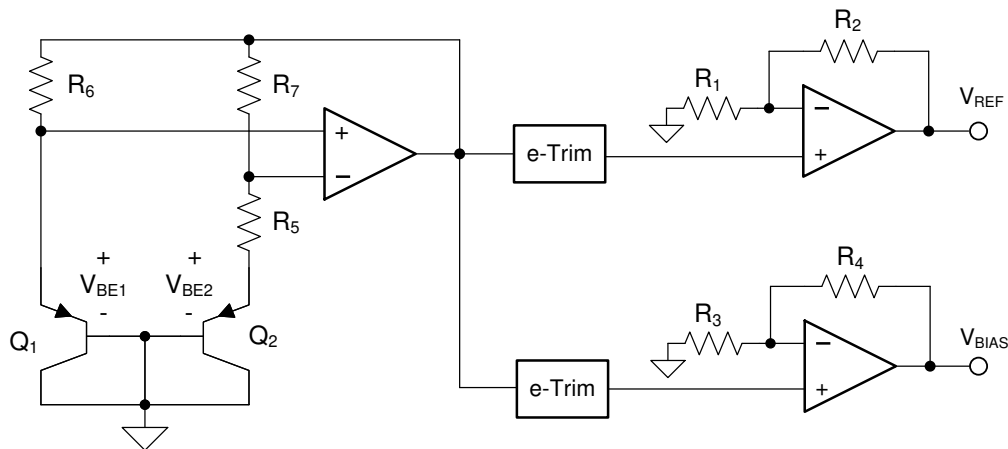 R6
R7
+
−
R5
+
VBE1
-
+
VBE2
-
Q1
Q2
e-Trim
R1
R2
−
+
VREF
e-Trim
R3
R4
−
+
VBIAS